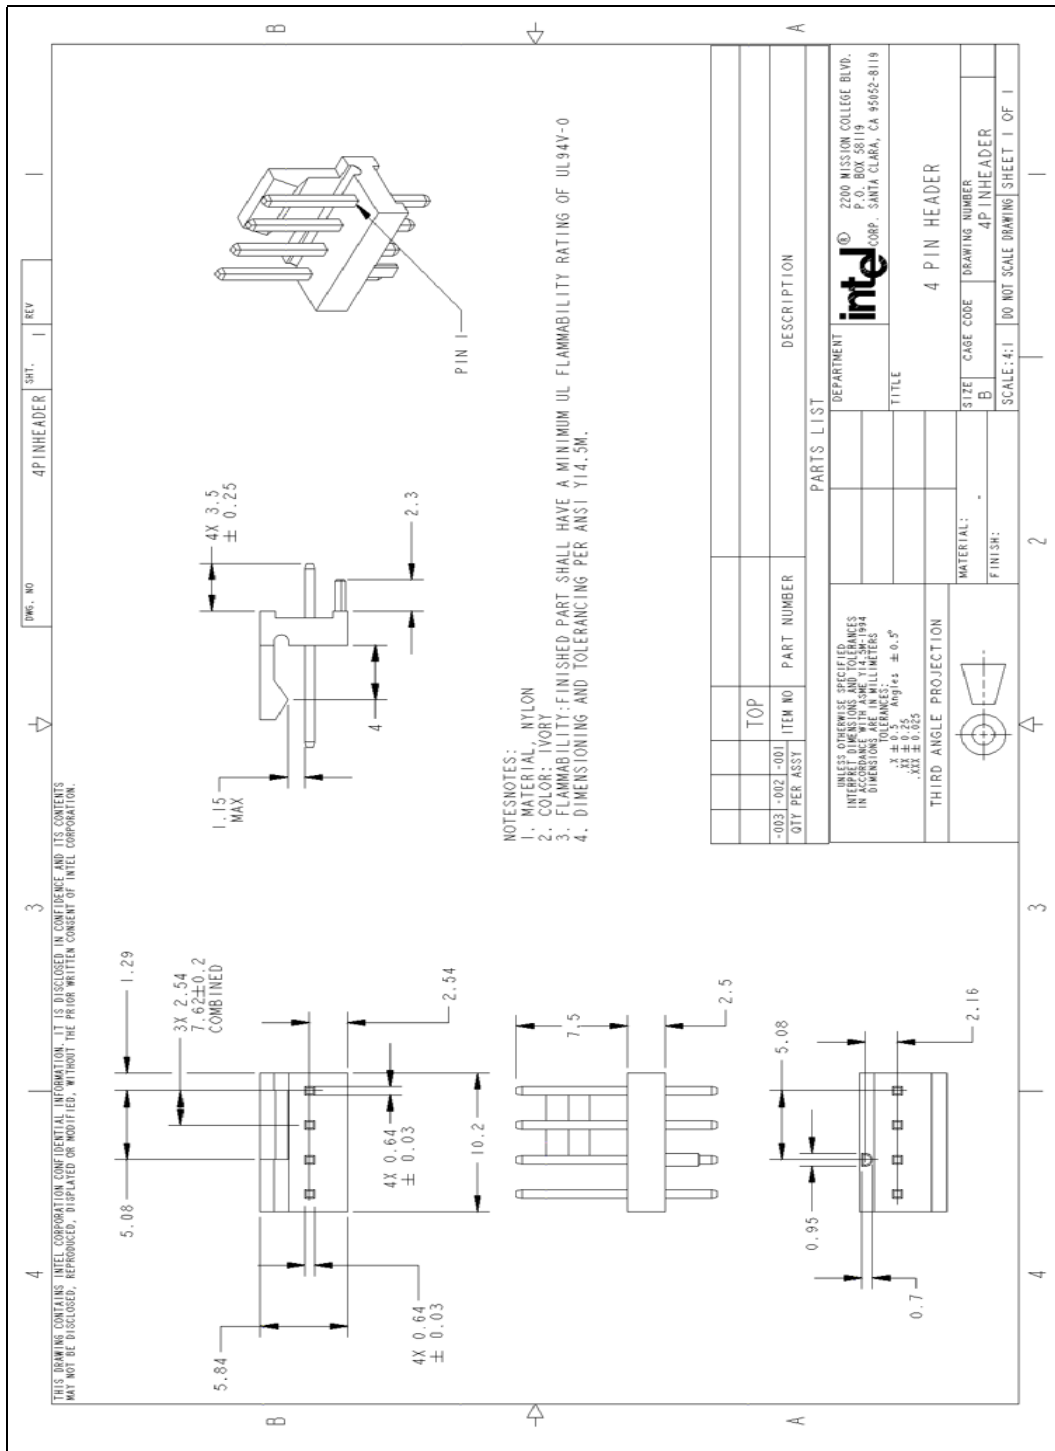 DWG. NO
4PINHEADER
SHT.
1
REV
4
3
1
THIS DRAWING CONTAINS INTEL CORPORATION CONFIDENTIAL INFORMATION. IT IS DISCLOSED IN CONFIDENCE AND ITS CONTENTS
MAY NOT BE DISCLOSED, REPRODUCED, DISPLAYED OR MODIFIED, WITHOUT THE PRIOR WRITTEN CONSENT OF INTEL CORPORATION.
B
B
5.08
1.29
3X 2.54
7.62±0.2
COMBINED
5.84
2.54
4X 0.64
± 0.03
4X 0.64
± 0.03
10.2
1.15
MAX
4X 3.5
± 0.25
4
2.3
PIN 1
7.5
2.5
NOTESNOTES:
1. MATERIAL, NYLON
2. COLOR: IVORY
3. FLAMMABILITY:FINISHED PART SHALL HAVE A MINIMUM UL FLAMMABILITY RATING OF UL94V-0
4. DIMENSIONING AND TOLERANCING PER ANSI Y14.5M.
5.08
0.95
0.7
2.16
A
A
TOP
-003 -002 -001
ITEM NO
PART NUMBER
DESCRIPTION
QTY PER ASSY
PARTS LIST
UNLESS OTHERWISE SPECIFIED
INTERPRET DIMENSIONS AND TOLERANCES
IN ACCORDANCE WITH ASME Y14.5M-1994
DIMENSIONS ARE IN MILLIMETERS
TOLERANCES:
.X ± 0.5 Angles ±0.5°
.XX ± 0.25
.XXX ± 0.025
THIRD ANGLE PROJECTION
MATERIAL: -
FINISH:
DEPARTMENT
intel® CORP.
2200 MISSION COLLEGE BLVD.
P.O. BOX 58119
SANTA CLARA, CA 95052-8119
TITLE
4 PIN HEADER
SIZE
B
CAGE CODE
DRAWING NUMBER
4PINHEADER
SCALE:4:1
DO NOT SCALE DRAWING
SHEET 1 OF 1
4
3
2